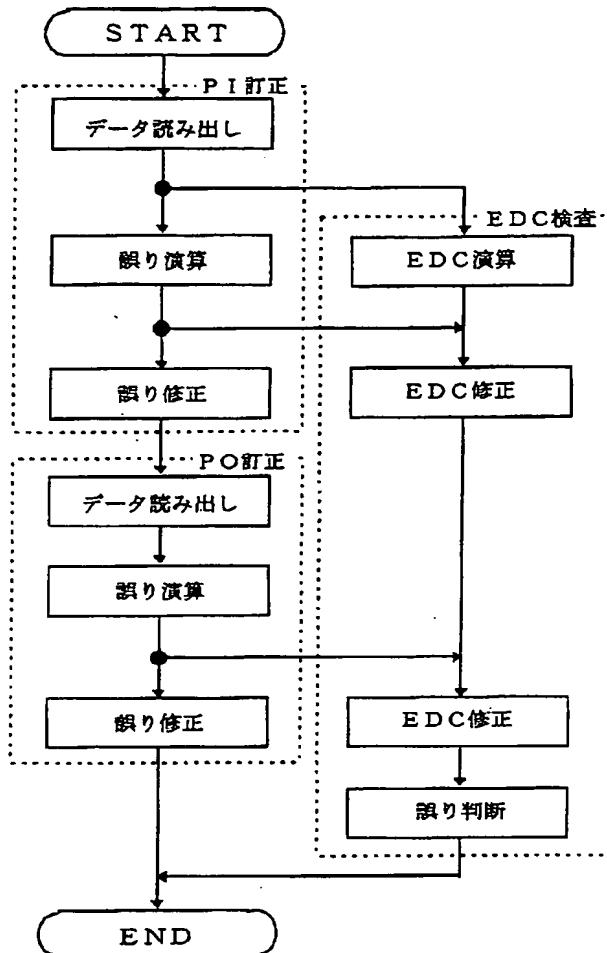 START
PI訂正
データ読み出し
EDC検査
誤り演算
EDC演算
誤り修正
EDC修正
PO訂正
データ読み出し
誤り演算
誤り修正
EDC修正
誤り判断
END